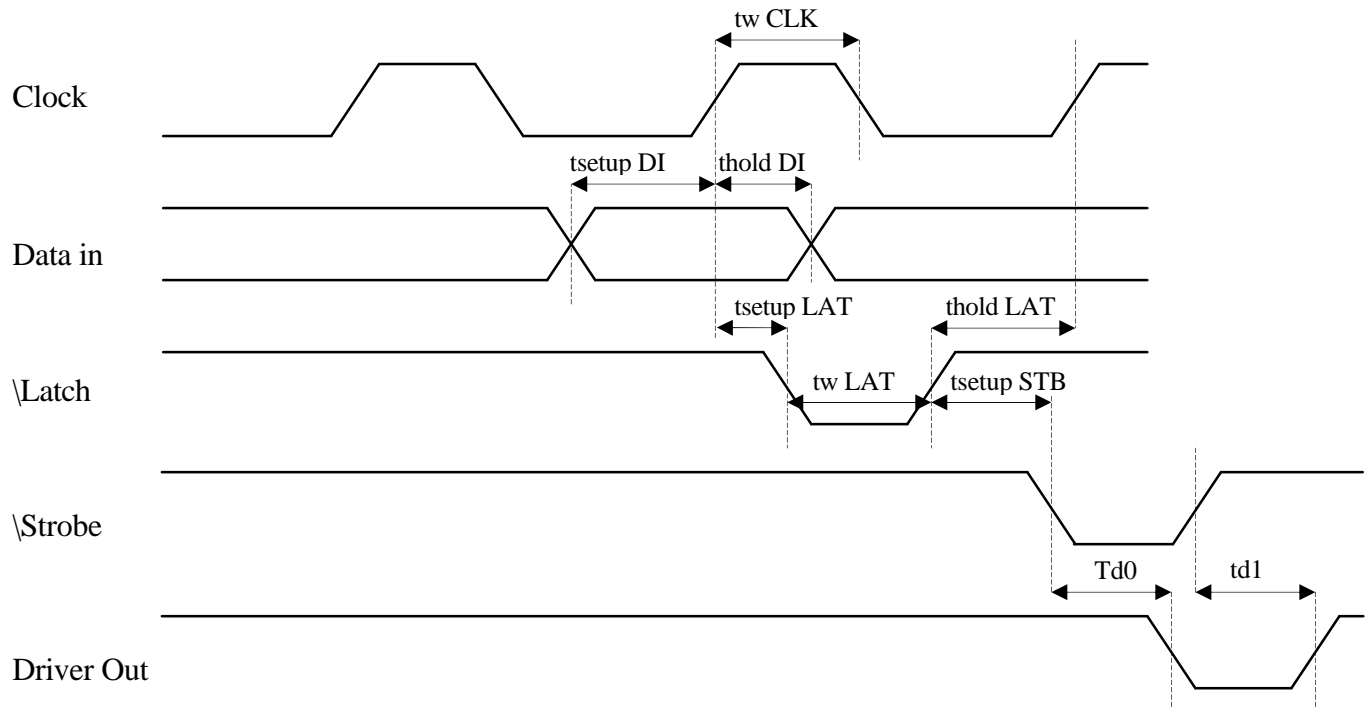 tw CLK
Clock
tsetup DI
thold DI
Data in
tsetup LAT
thold LAT
\Latch
tw LAT
tsetup STB
\Strobe
Td0
td1
Driver Out